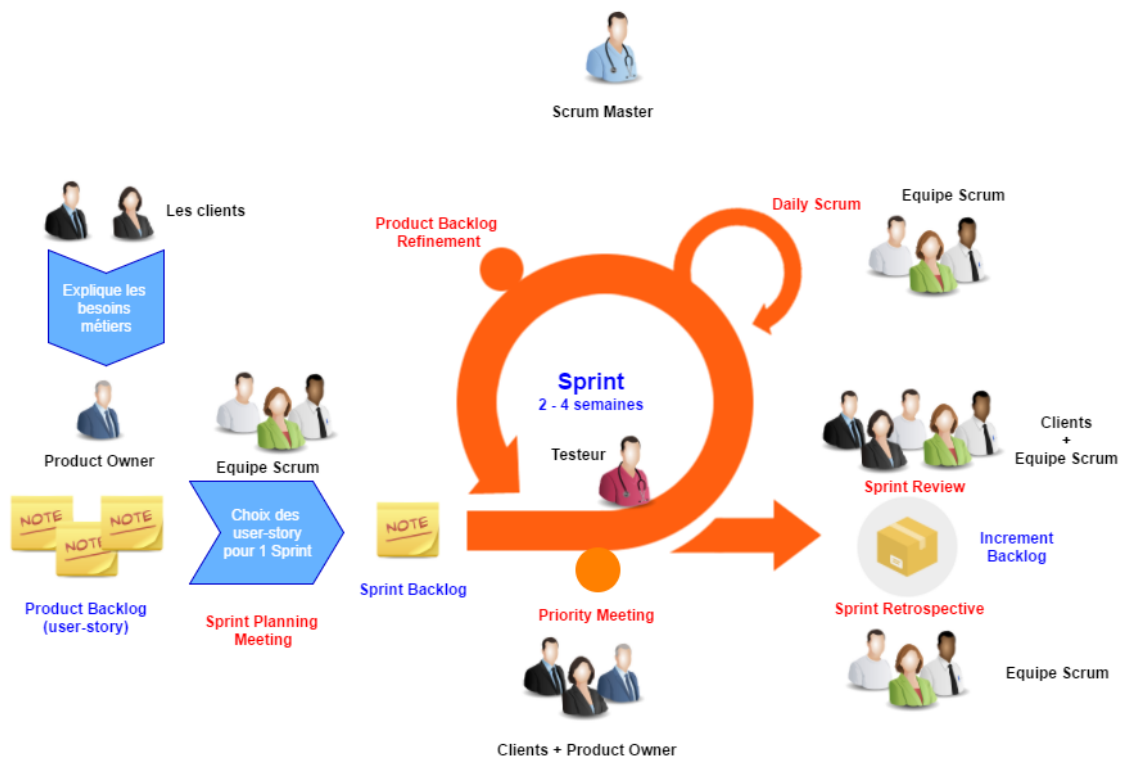 Scrum Master
Les clients
Explique les
besoins
métiers
Product Owner
NOTE
NOTE
NOTE
Product Backlog
(user-story)
Equipe Scrum
Choix des
user-story
pour 1 Sprint
Sprint Planning
Meeting
NOTE
Sprint Backlog
Product Backlog
Refinement
Daily Scrum
Equipe Scrum
Sprint
2 - 4 semaines
Testeur
Priority Meeting
Clients + Product Owner
Clients
+
Equipe Scrum
Sprint Review
Increment
Backlog
Sprint Retrospective
Equipe Scrum